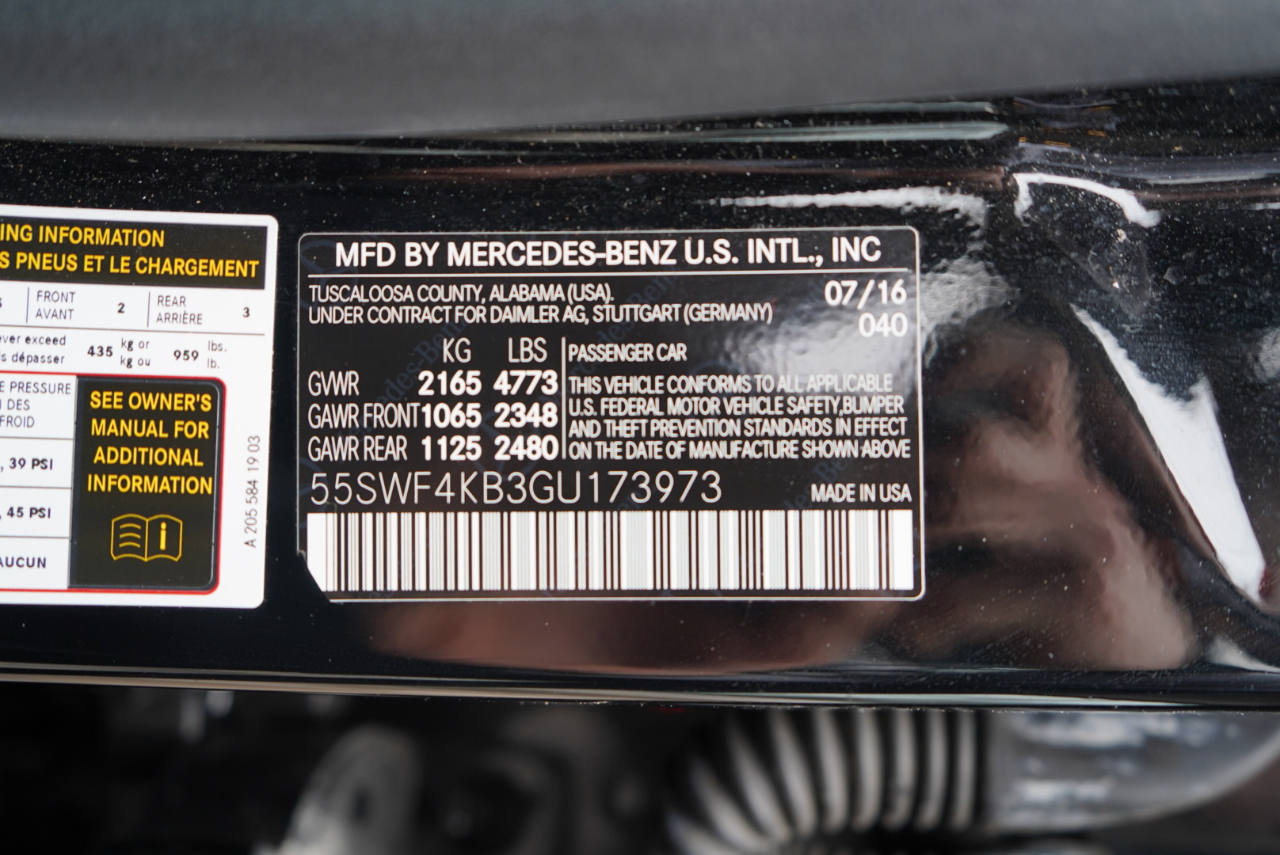 ING INFORMATION
S PNEUS ET LE CHARGEMENT
FRONT
AVANT
2
REAR
ARRIÈRE
3
ver exceed
s dépasser
435
kg or
kg ou
959
lbs.
lb.
E PRESSURE
DES
FROID
, 39 PSI
, 45 PSI
AUCUN
SEE OWNER'S
MANUAL FOR
ADDITIONAL
INFORMATION
A 205 584 19 03
MFD BY MERCEDES-BENZ U.S. INTL., INC
TUSCALOOSA COUNTY, ALABAMA (USA).
UNDER CONTRACT FOR DAIMLER AG, STUTTGART (GERMANY)
07/16
040
KG LBS
GVWR 2165 4773
GAWR FRONT 1065 2348
GAWR REAR 1125 2480
PASSENGER CAR
THIS VEHICLE CONFORMS TO ALL APPLICABLE
U.S. FEDERAL MOTOR VEHICLE SAFETY,BUMPER
AND THEFT PREVENTION STANDARDS IN EFFECT
ON THE DATE OF MANUFACTURE SHOWN ABOVE
55SWF4KB3GU173973
MADE IN USA